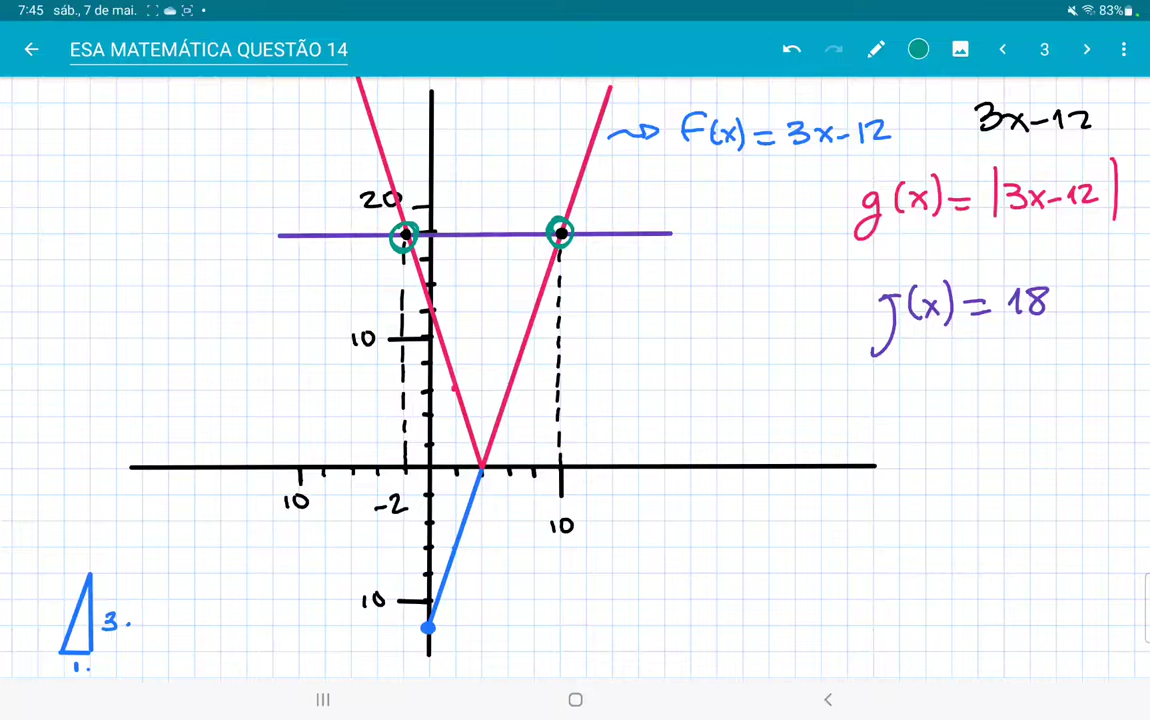 7:45 sáb., 7 de mai.
83%
ESA MATEMÁTICA QUESTÃO 14
3
f(x) = 3x-12
3x-12
g(x) = |3x-12|
J(x) = 18
20
10
10
-2
10
10
3.
1.